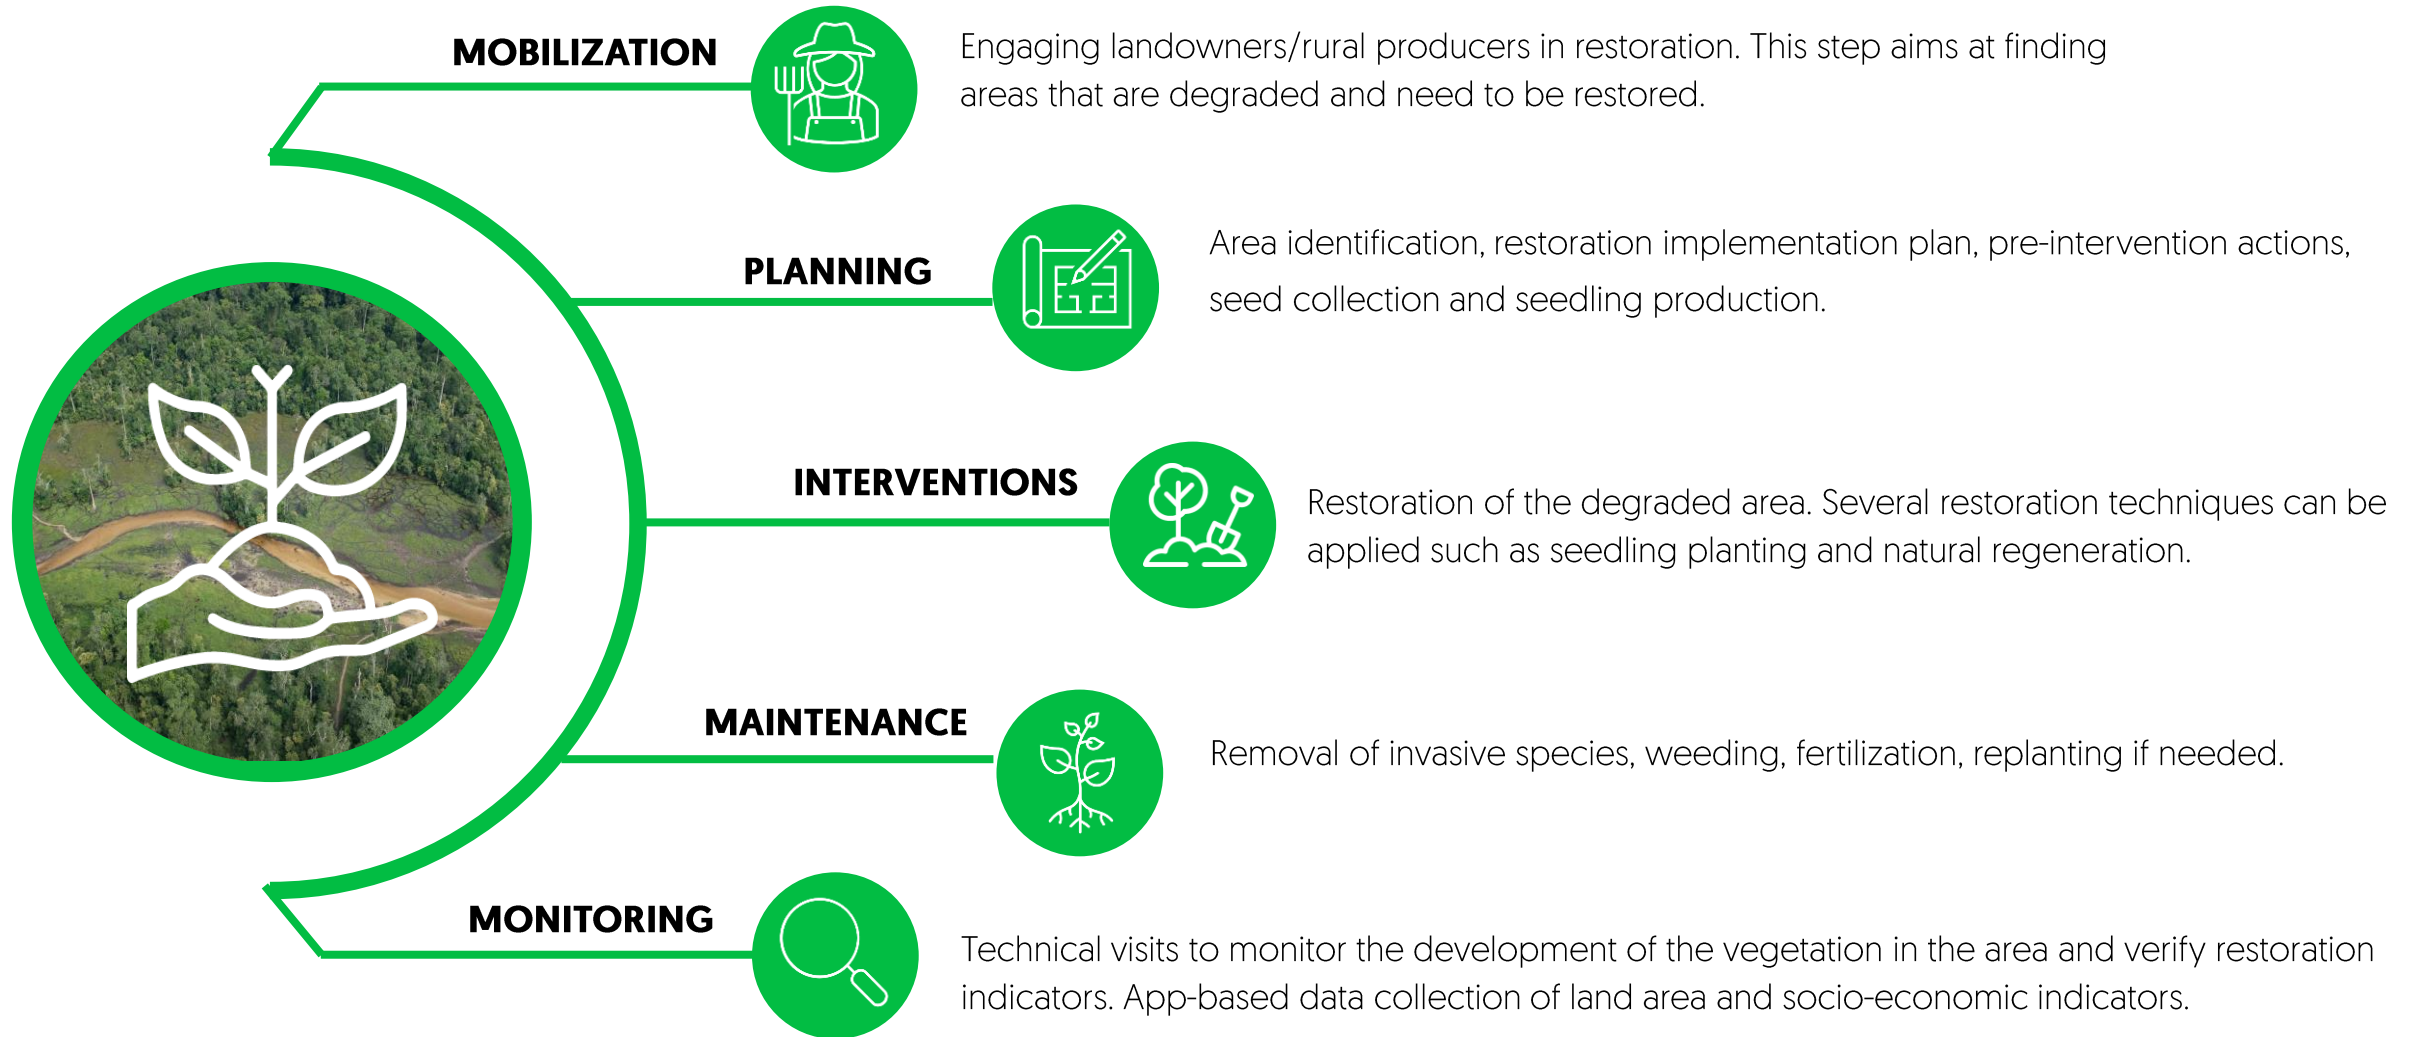 MOBILIZATION
Engaging landowners/rural producers in restoration. This step aims at finding
areas that are degraded and need to be restored.
PLANNING
Area identification, restoration implementation plan, pre-intervention actions,
seed collection and seedling production.
INTERVENTIONS
Restoration of the degraded area. Several restoration techniques can be
applied such as seedling planting and natural regeneration.
MAINTENANCE
Removal of invasive species, weeding, fertilization, replanting if needed.
MONITORING
Technical visits to monitor the development of the vegetation in the area and verify restoration
indicators. App-based data collection of land area and socio-economic indicators.